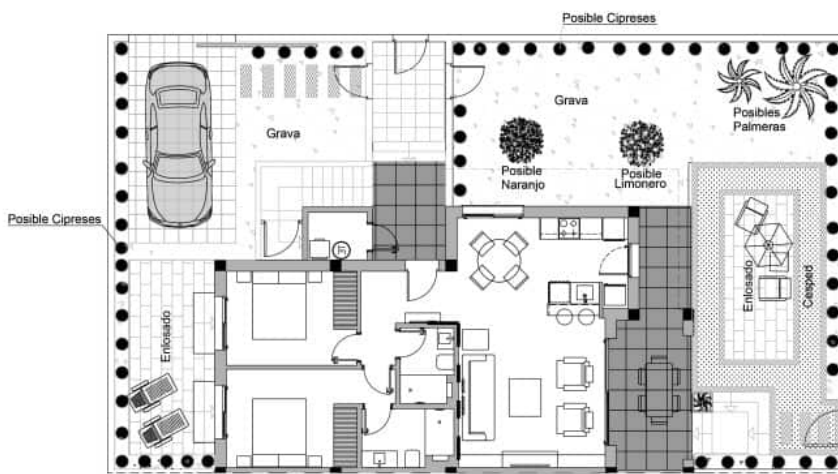 Posible Cipreses
Grava
Posibles
Palmeras
Grava
Posible
Naranjo
Posible
Limonero
Posible Cipreses
Enlosado
Enlosado
Cesped